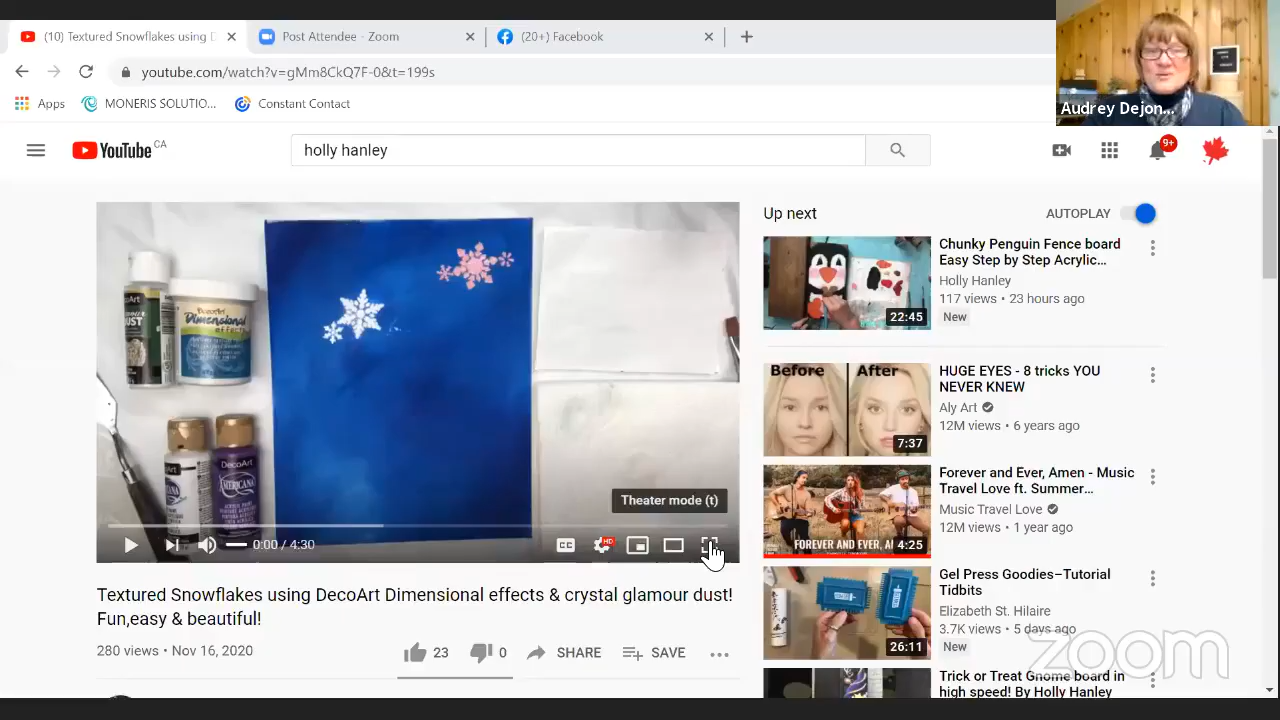 (10) Textured Snowflakes using D
Post Attendee - Zoom
(20+) Facebook
youtube.com/watch?v=gMm8CkQ7F-0&t=199s
Apps
MONERIS SOLUTIO...
Constant Contact
Audrey Dejon...
YouTube CA
holly hanley
9+
Up next
AUTOPLAY
Chunky Penguin Fence board
Easy Step by Step Acrylic...
Holly Hanley
117 views • 23 hours ago
New
22:45
Before After
7:37
HUGE EYES - 8 tricks YOU
NEVER KNEW
Aly Art
12M views • 6 years ago
FOREVER AND EVER, AMEN
4:25
Forever and Ever, Amen - Music
Travel Love ft. Summer...
Music Travel Love
12M views • 1 year ago
26:11
Gel Press Goodies–Tutorial
Tidbits
Elizabeth St. Hilaire
3.7K views • 5 days ago
New
Trick or Treat Gnome board in
high speed! By Holly Hanley
DecoArt
Dimensional
effects
DUST
DecoArt
AMERICANA
Theater mode (t)
0:00 / 4:30
CC
HD
Textured Snowflakes using DecoArt Dimensional effects & crystal glamour dust!
Fun,easy & beautiful!
280 views • Nov 16, 2020
23
0
SHARE
SAVE
zoom